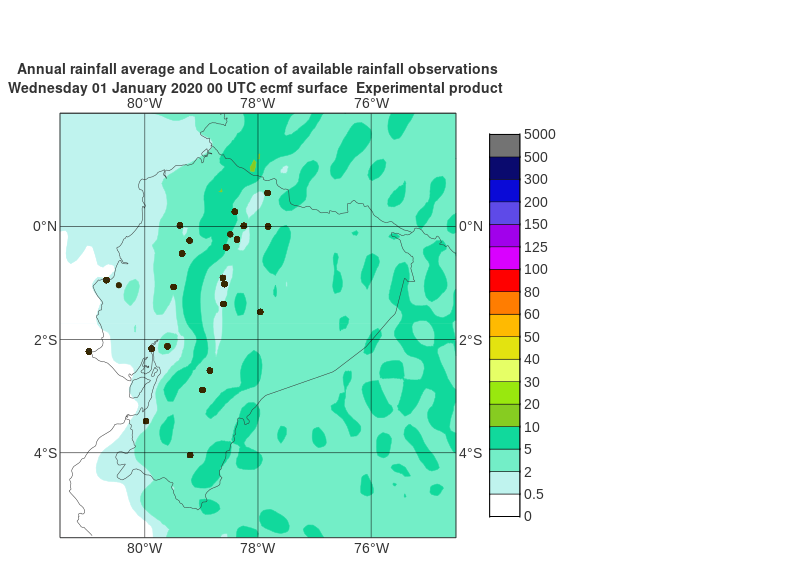 Annual rainfall average and Location of available rainfall observations
Wednesday 01 January 2020 00 UTC ecmf surface  Experimental product
80°W 78°W 76°W
5000
500
300
200
150
125
100
80
60
50
40
30
20
10
5
2
0.5
0
0°N 0°N
2°S 2°S
4°S 4°S
80°W 78°W 76°W